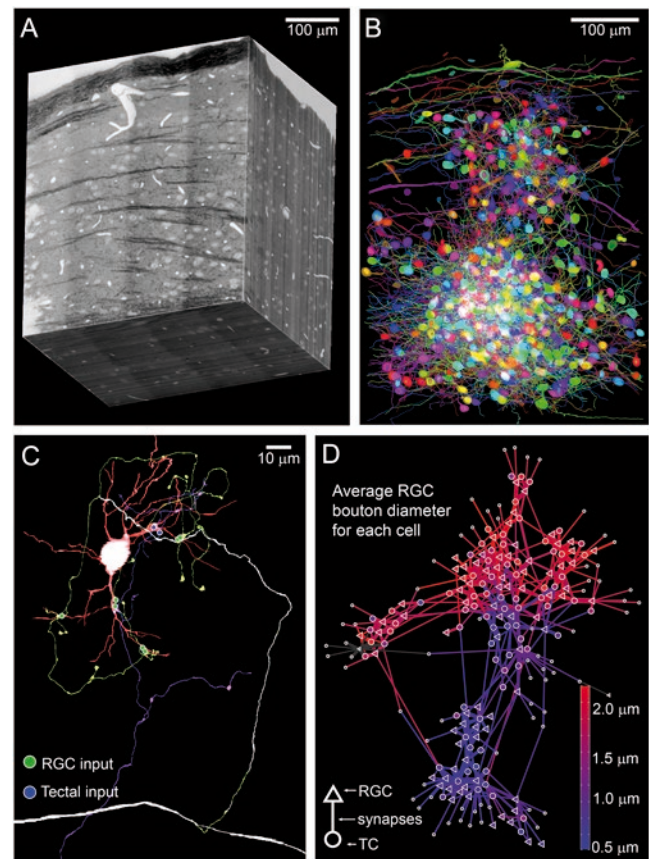 A
100 μm
B
100 μm
C
10 μm
RGC input
Tectal input
D
Average RGC
bouton diameter
for each cell
2.0 μm
1.5 μm
1.0 μm
0.5 μm
←RGC
←synapses
←TC